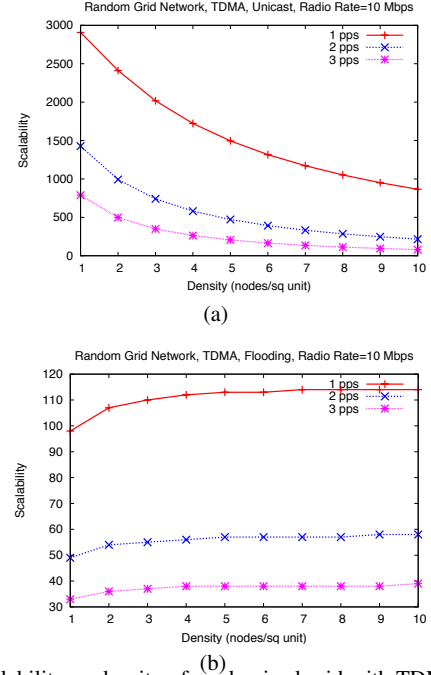 Random Grid Network, TDMA, Unicast, Radio Rate=10 Mbps
3000
2500
2000
1500
1000
500
0
Scalability
1 pps
2 pps
3 pps
1 2 3 4 5 6 7 8 9 10
Density (nodes/sq unit)
(a)
Random Grid Network, TDMA, Flooding, Radio Rate=10 Mbps
120
110
100
90
80
70
60
50
40
30
Scalability
1 pps
2 pps
3 pps
1 2 3 4 5 6 7 8 9 10
Density (nodes/sq unit)
(b)